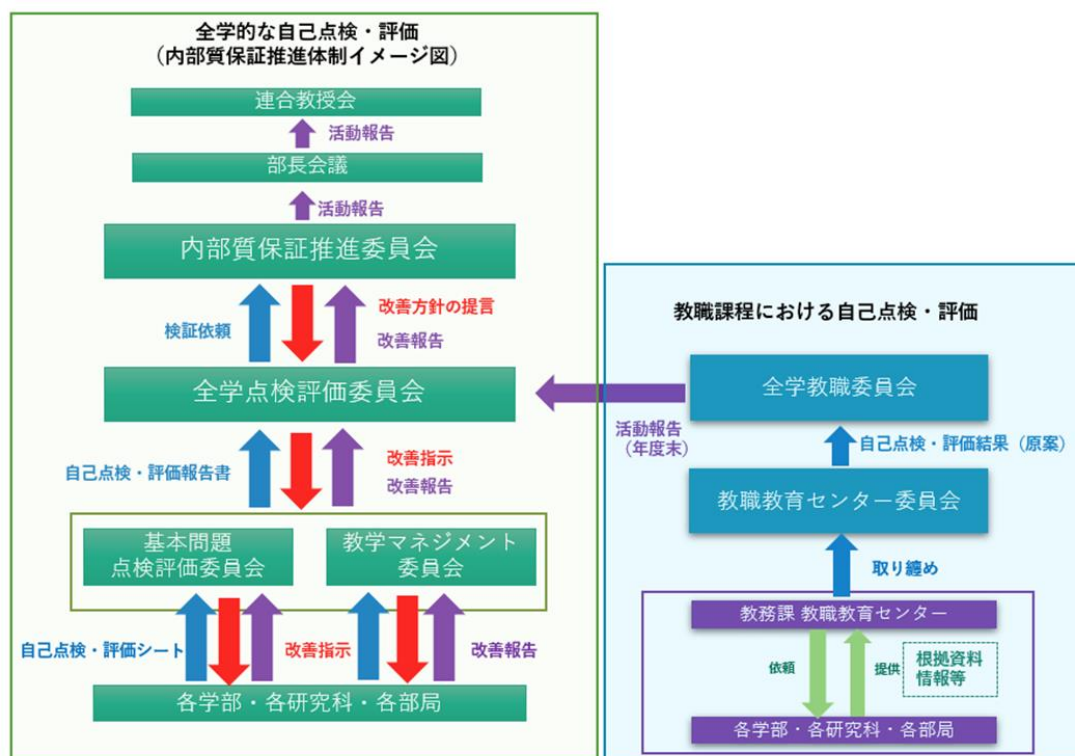 全学的な自己点検・評価
（内部質保証推進体制イメージ図）
連合教授会
活動報告
部長会議
活動報告
内部質保証推進委員会
検証依頼
改善方針の提言
改善報告
全学点検評価委員会
自己点検・評価報告書
改善指示
改善報告
基本問題
点検評価委員会
教学マネジメント
委員会
自己点検・評価シート
改善指示
改善報告
各学部・各研究科・各部局
教職課程における自己点検・評価
全学教職委員会
活動報告
（年度末）
自己点検・評価結果（原案）
教職教育センター委員会
取り纏め
教務課 教職教育センター
依頼
提供
根拠資料
情報等
各学部・各研究科・各部局